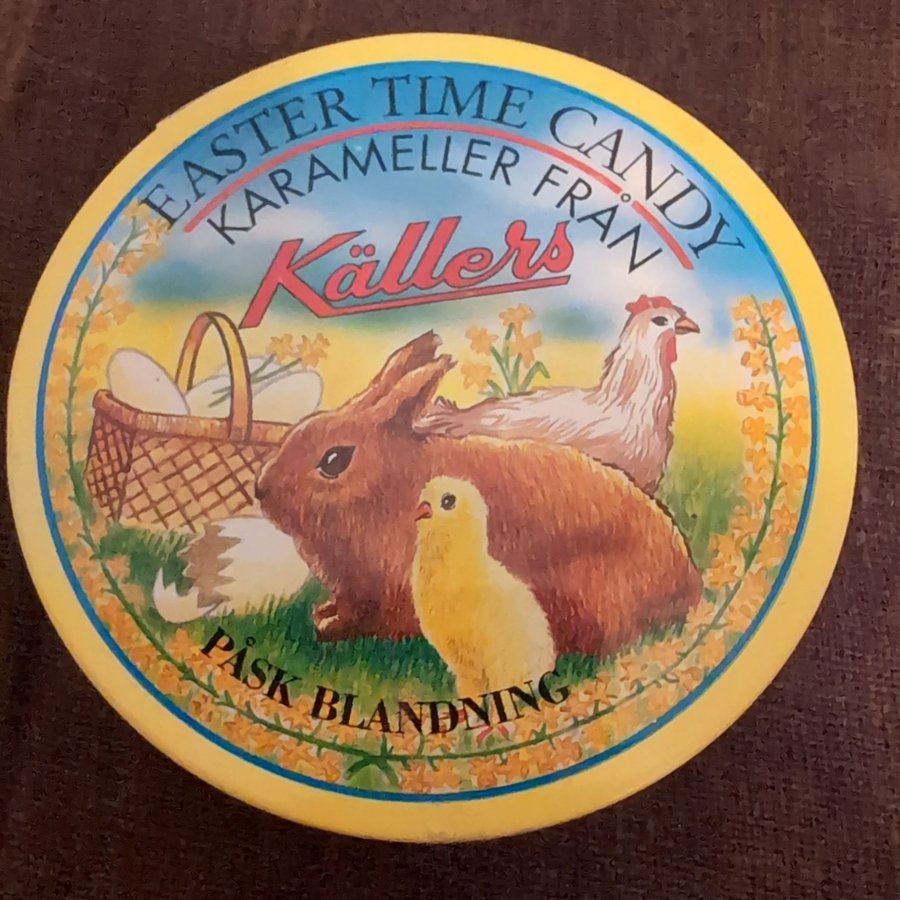 EASTER TIME CANDY
KARAMELLER FRÅN
Källers
PÅSK BLANDNING